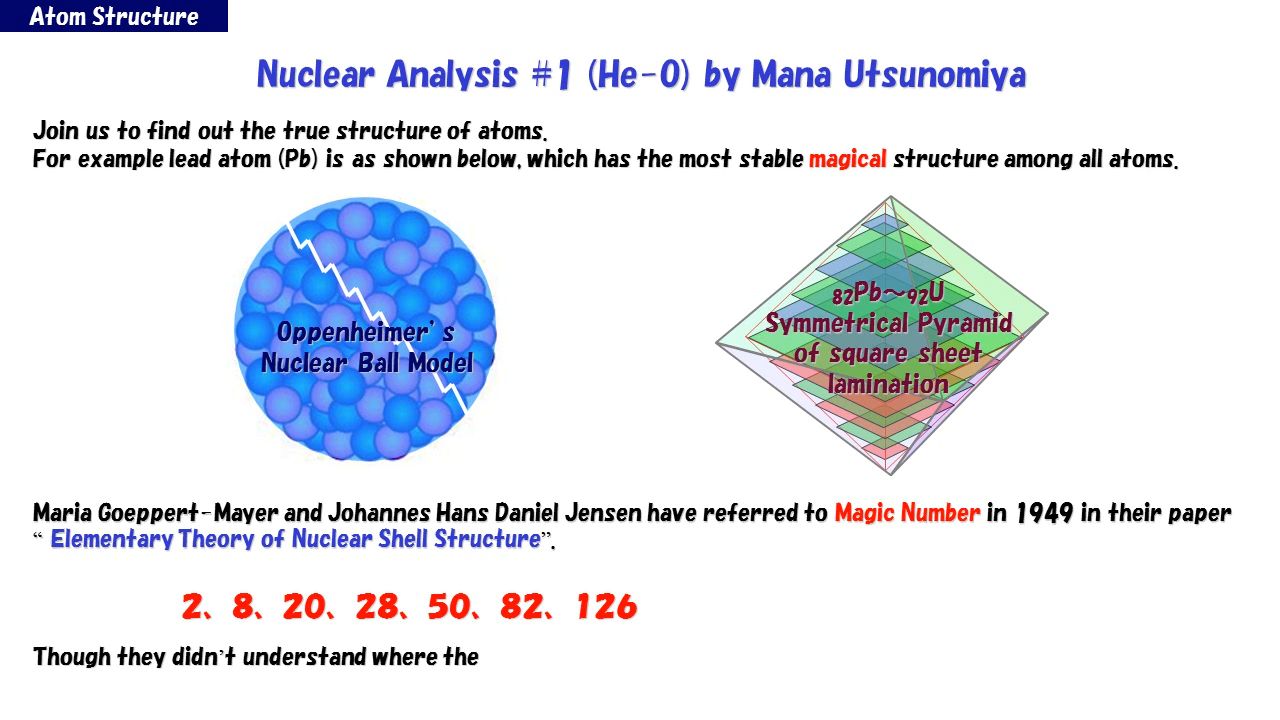 Atom Structure
Nuclear Analysis #1 (He-O) by Mana Utsunomiya
Join us to find out the true structure of atoms.
For example lead atom (Pb) is as shown below, which has the most stable magical structure among all atoms.
Oppenheimer’s
Nuclear Ball Model
82Pb～92U
Symmetrical Pyramid
of square sheet
lamination
Maria Goeppert-Mayer and Johannes Hans Daniel Jensen have referred to Magic Number in 1949 in their paper
“ Elementary Theory of Nuclear Shell Structure”.
2、8、20、28、50、82、126
Though they didn’t understand where the